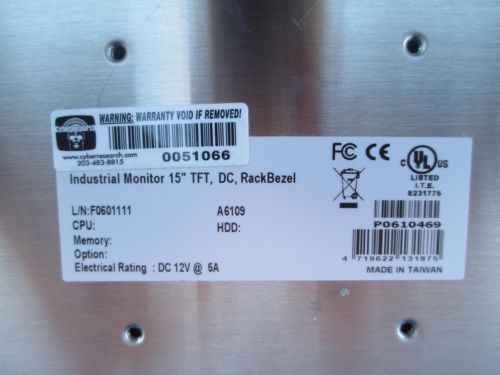 WARNING: WARRANTY VOID IF REMOVED!
www.cyberresearch.com
203-483-8815
0051066
Industrial Monitor 15" TFT, DC, RackBezel
L/N:F0601111 A6109
CPU: HDD:
Memory:
Option:
Electrical Rating : DC 12V @ 5A
FC CE c UL US
LISTED
I.T.E.
E231775
P0610469
4 719622 131875
MADE IN TAIWAN